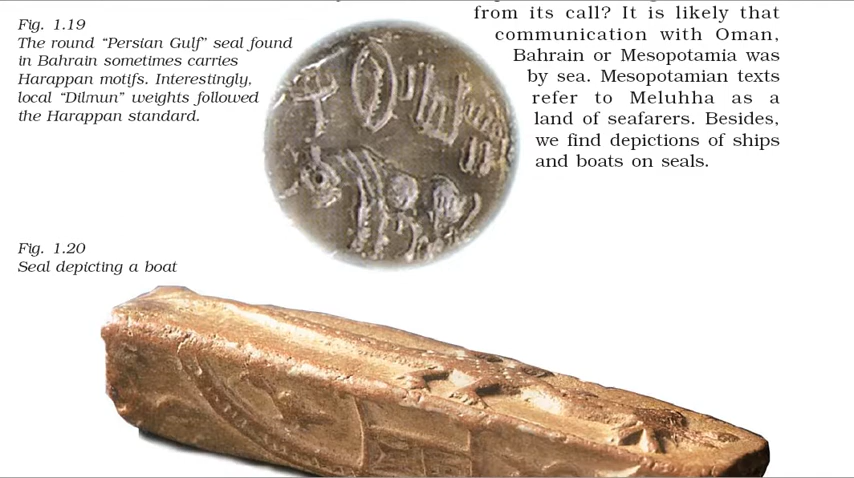 Fig. 1.19
The round “Persian Gulf” seal found
in Bahrain sometimes carries
Harappan motifs. Interestingly,
local “Dilmun” weights followed
the Harappan standard.
from its call? It is likely that
communication with Oman,
Bahrain or Mesopotamia was
by sea. Mesopotamian texts
refer to Meluhha as a
land of seafarers. Besides,
we find depictions of ships
and boats on seals.
Fig. 1.20
Seal depicting a boat